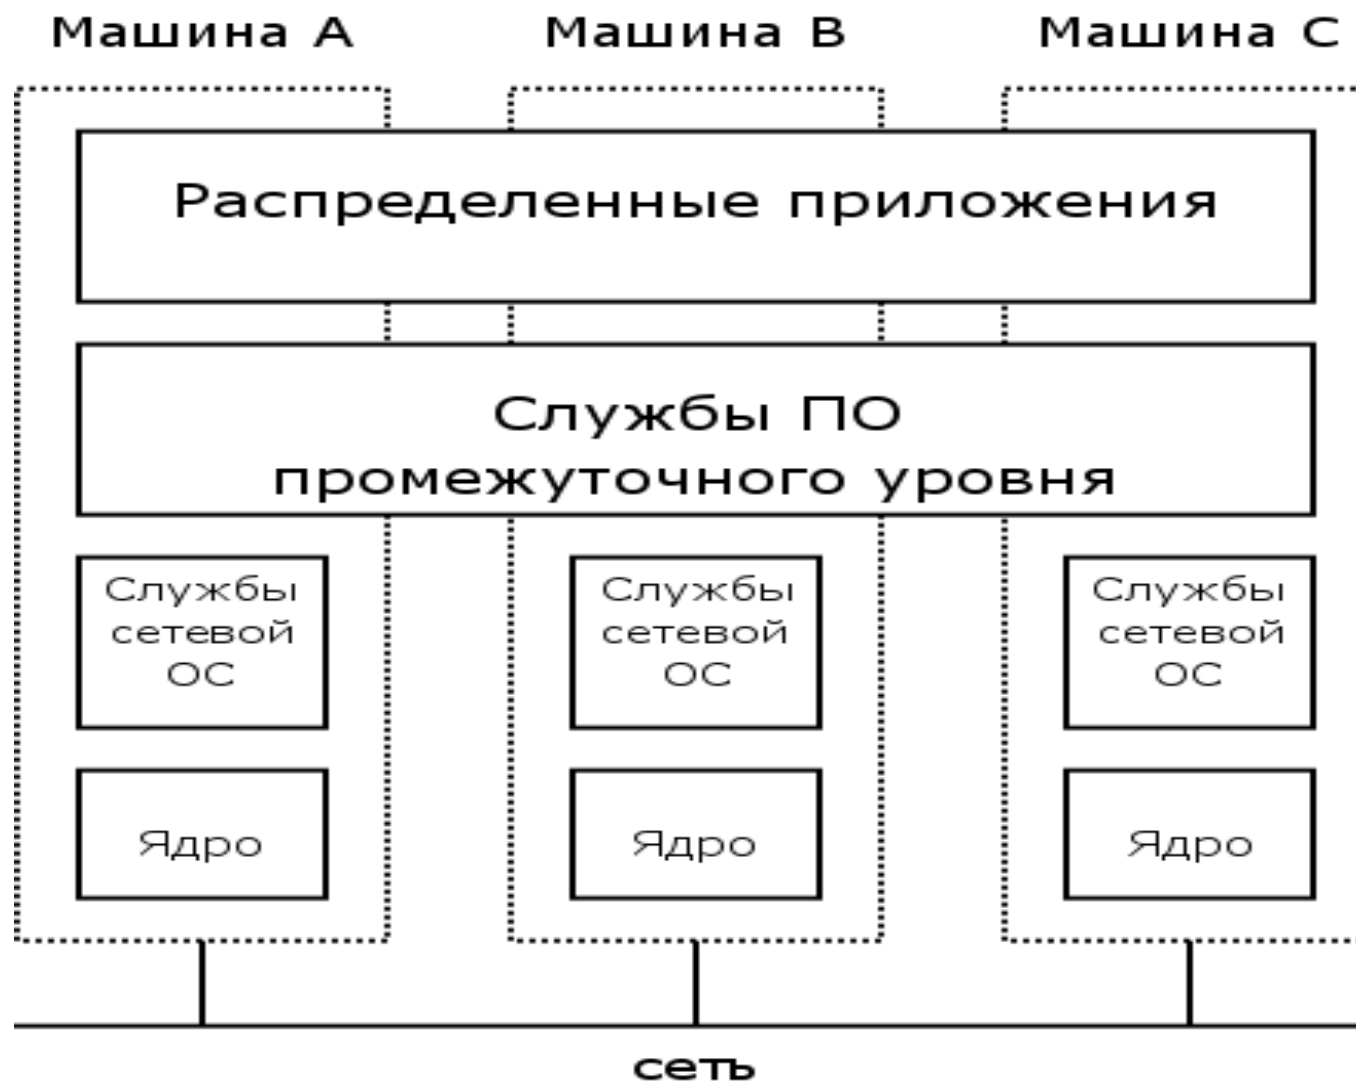 Машина A
Машина B
Машина C
Распределенные приложения
Службы ПО
промежуточного уровня
Службы
сетевой
ОС
Службы
сетевой
ОС
Службы
сетевой
ОС
Ядро
Ядро
Ядро
сеть